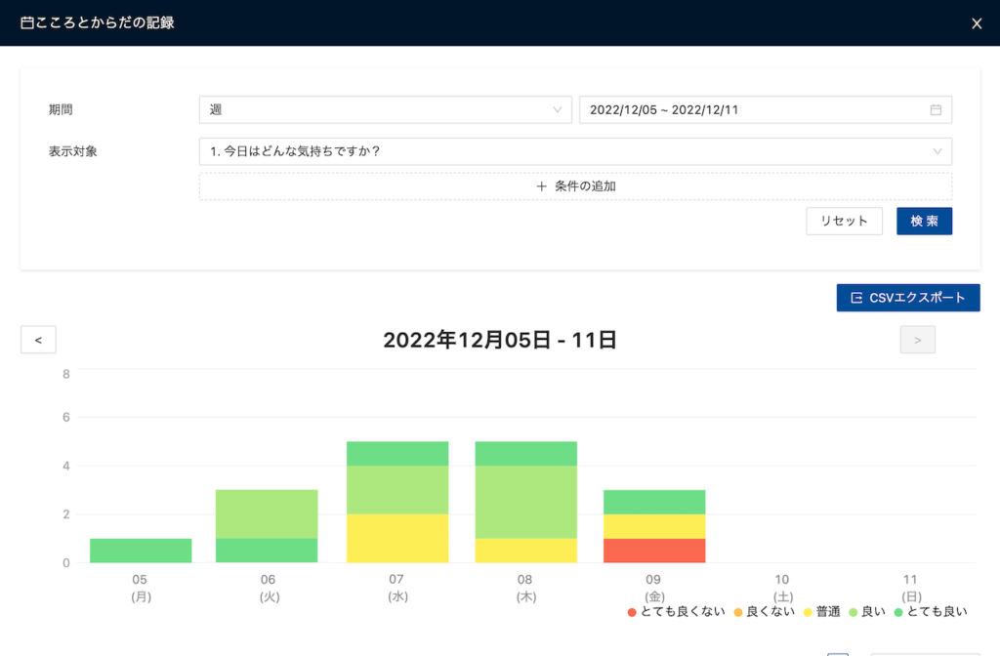 こころとからだの記録
期間 週 2022/12/05 ~ 2022/12/11
表示対象 1. 今日はどんな気持ちですか？
＋ 条件の追加
リセット 検 索
CSVエクスポート
< 2022年12月05日 - 11日 >
8
6
4
2
0
05 06 07 08 09 10 11
(月) (火) (水) (木) (金) (土) (日)
とても良くない 良くない 普通 良い とても良い